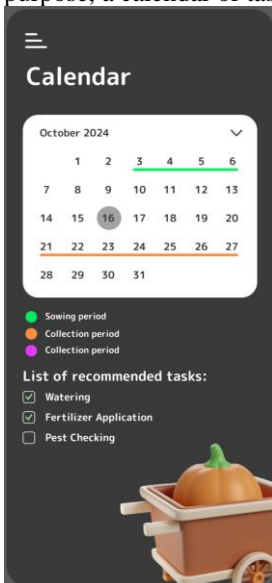 Calendar
October 2024
1 2 3 4 5 6
7 8 9 10 11 12 13
14 15 16 17 18 19 20
21 22 23 24 25 26 27
28 29 30 31
Sowing period
Collection period
Collection period
List of recommended tasks:
Watering
Fertilizer Application
Pest Checking